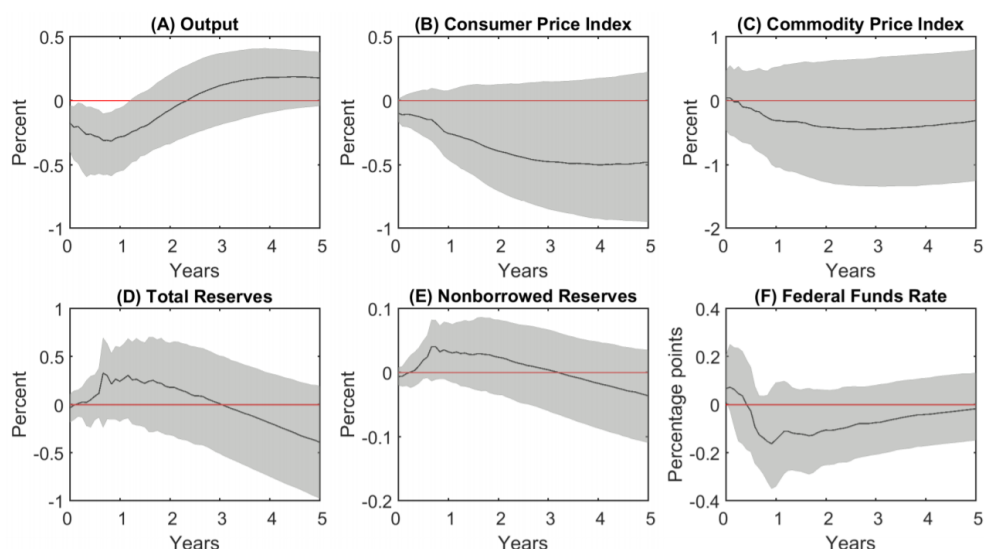 (A) Output
(B) Consumer Price Index
(C) Commodity Price Index
0.5
0
-0.5
-1
Percent
0 1 2 3 4 5
Years
0.5
0
-0.5
-1
Percent
0 1 2 3 4 5
Years
1
0
-1
-2
Percent
0 1 2 3 4 5
Years
(D) Total Reserves
(E) Nonborrowed Reserves
(F) Federal Funds Rate
1
0.5
0
-0.5
-1
Percent
0 1 2 3 4 5
Years
0.1
0
-0.1
-0.2
Percent
0 1 2 3 4 5
Years
0.4
0.2
0
-0.2
-0.4
Percentage points
0 1 2 3 4 5
Years